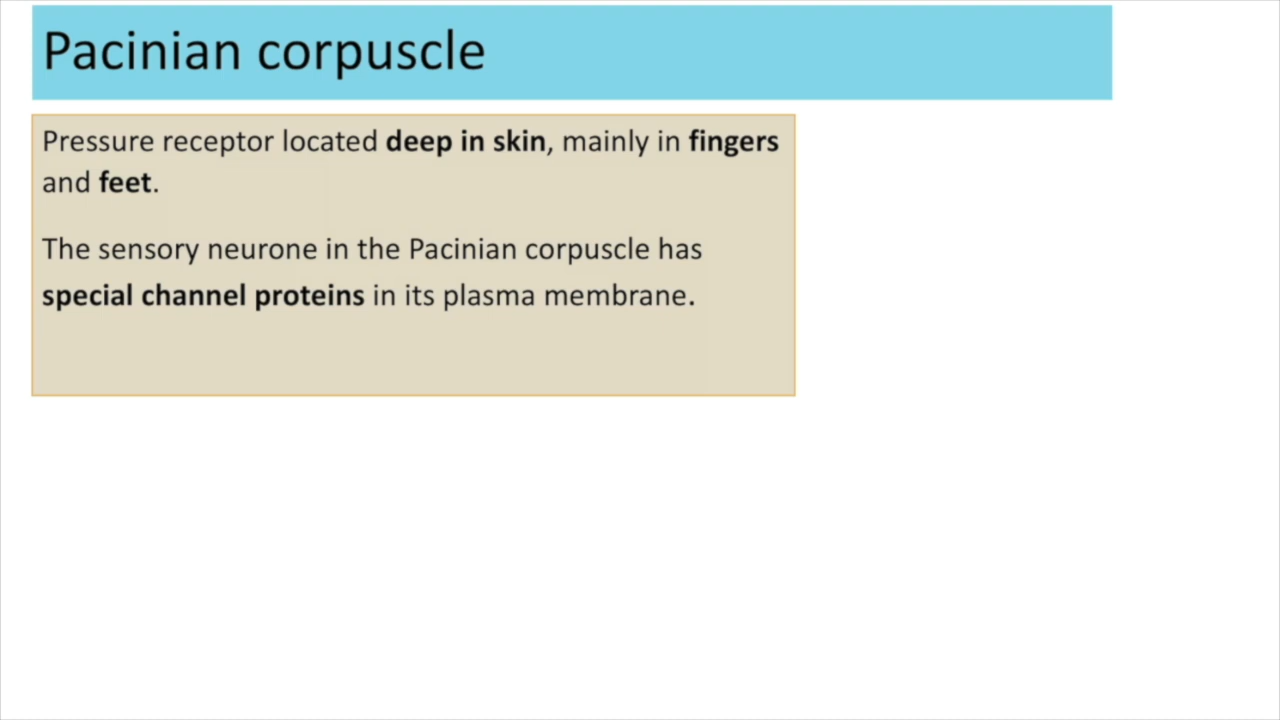 Pacinian corpuscle
Pressure receptor located deep in skin, mainly in fingers
and feet.
The sensory neurone in the Pacinian corpuscle has
special channel proteins in its plasma membrane.